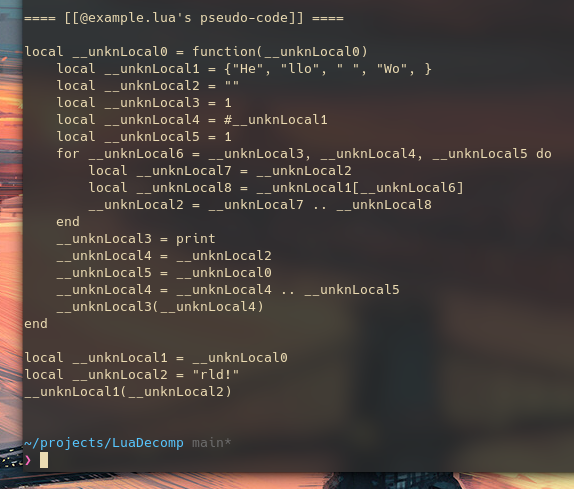 ==== [[@example.lua's pseudo-code]] ====
local __unknLocal0 = function(__unknLocal0)
    local __unknLocal1 = {"He", "llo", " ", "Wo", }
    local __unknLocal2 = ""
    local __unknLocal3 = 1
    local __unknLocal4 = #__unknLocal1
    local __unknLocal5 = 1
    for __unknLocal6 = __unknLocal3, __unknLocal4, __unknLocal5 do
        local __unknLocal7 = __unknLocal2
        local __unknLocal8 = __unknLocal1[__unknLocal6]
        __unknLocal2 = __unknLocal7 .. __unknLocal8
    end
    __unknLocal3 = print
    __unknLocal4 = __unknLocal2
    __unknLocal5 = __unknLocal0
    __unknLocal4 = __unknLocal4 .. __unknLocal5
    __unknLocal3(__unknLocal4)
end
local __unknLocal1 = __unknLocal0
local __unknLocal2 = "rld!"
__unknLocal1(__unknLocal2)
~/projects/LuaDecomp main*
❯